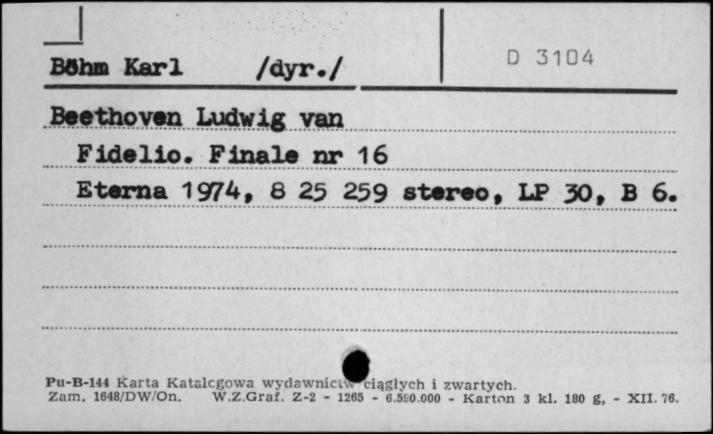 Böhm Karl /dyr./ D 3104
Beethoven Ludwig van
Fidelio. Finale nr 16
Eterna 1974, 8 25 259 stereo, LP 30, B 6.
Pu-B-144 Karta Katalogowa wydawnictw ciągłych i zwartych.
Zam. 1648/DW/On. W.Z.Graf. Z-2 - 1265 - 6.580.000 - Karton 3 kl. 180 g, - XII. 76.